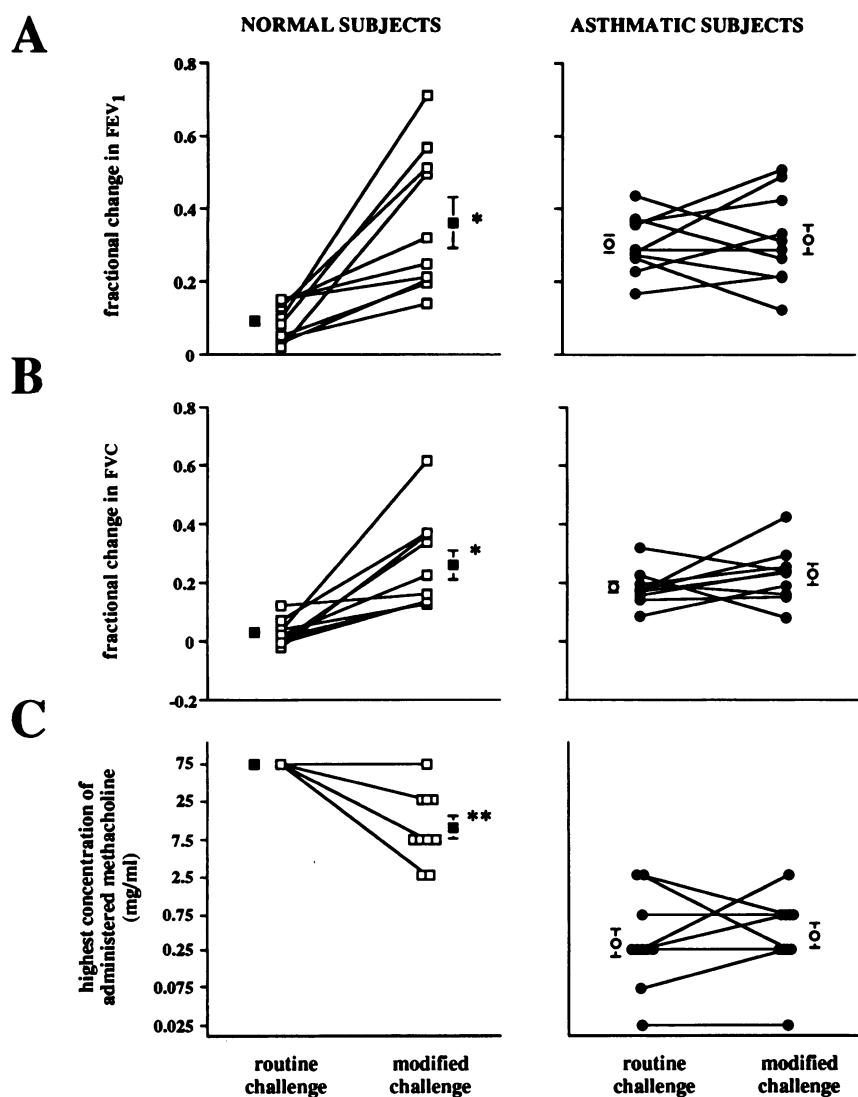 NORMAL SUBJECTS
ASTHMATIC SUBJECTS
A
fractional change in FEV1
0.8
0.6
0.4
0.2
0
*
B
fractional change in FVC
0.8
0.6
0.4
0.2
0
-0.2
*
C
highest concentration of
administered methacholine
(mg/ml)
75
25
7.5
2.5
0.75
0.25
0.075
0.025
**
routine
challenge
modified
challenge
routine
challenge
modified
challenge